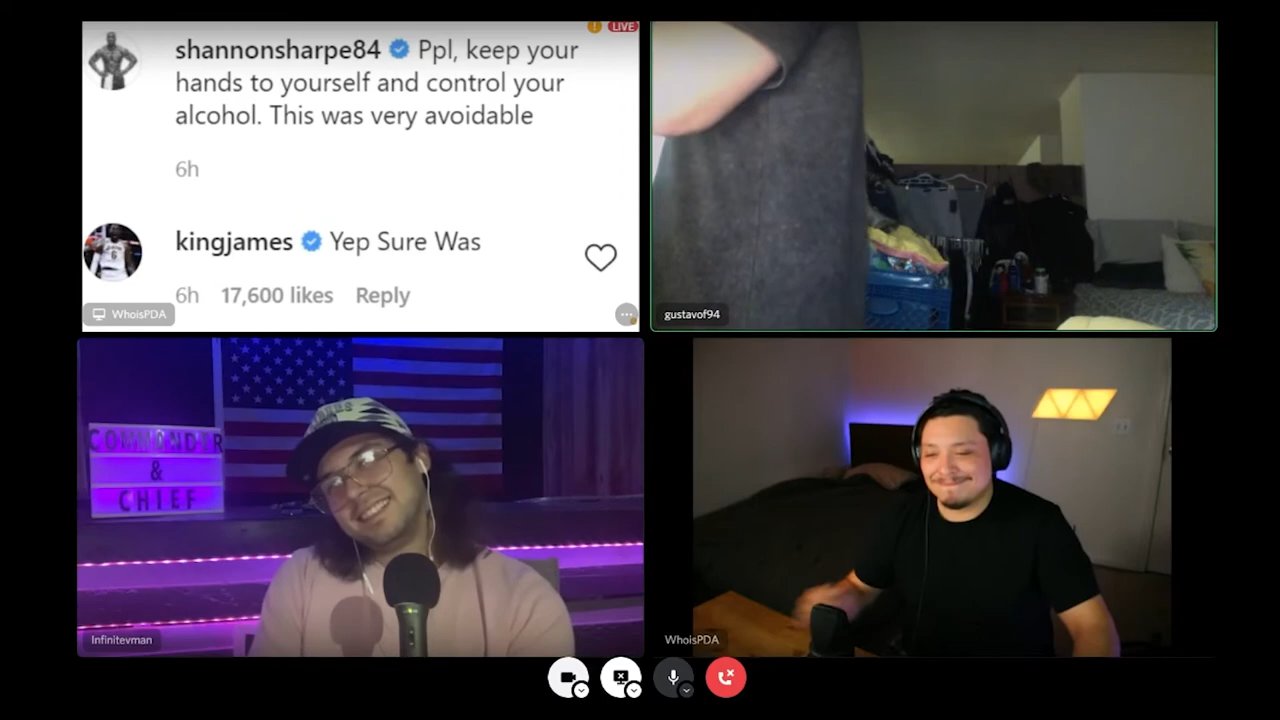 LIVE
shannonsharpe84 Ppl, keep your
hands to yourself and control your
alcohol. This was very avoidable
6h
kingjames Yep Sure Was
6h 17,600 likes Reply
WhoisPDA
gustavof94
COMMANDER
&
CHIEF
Infinitevman
WhoisPDA